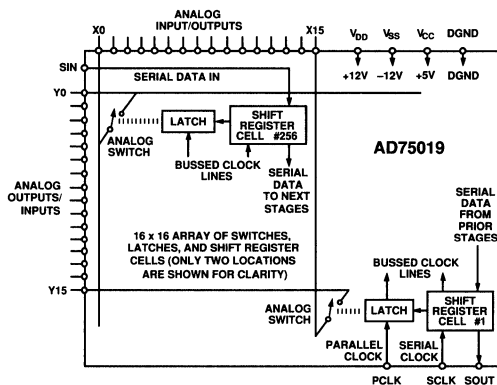 ANALOG
INPUT/OUTPUTS
X0
X15
VDD VSS VCC DGND
+12V –12V +5V DGND
SIN
SERIAL DATA IN
Y0
ANALOG
SWITCH
LATCH
SHIFT
REGISTER
CELL #256
BUSSED CLOCK
LINES
SERIAL
DATA
TO NEXT
STAGES
AD75019
ANALOG
OUTPUTS/
INPUTS
SERIAL
DATA
FROM
PRIOR
STAGES
16 x 16 ARRAY OF SWITCHES,
LATCHES, AND SHIFT REGISTER
CELLS (ONLY TWO LOCATIONS
ARE SHOWN FOR CLARITY)
BUSSED CLOCK
LINES
Y15
ANALOG
SWITCH
LATCH
SHIFT
REGISTER
CELL #1
PARALLEL
CLOCK
SERIAL
CLOCK
PCLK SCLK SOUT